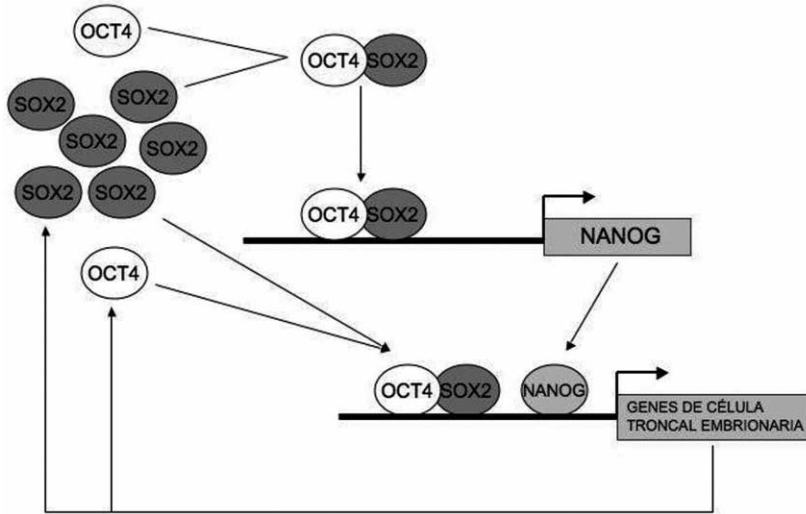 OCT4
OCT4 SOX2
SOX2
SOX2
SOX2
SOX2
SOX2
SOX2
OCT4 SOX2
NANOG
OCT4
OCT4 SOX2 NANOG
GENES DE CÉLULA
TRONCAL EMBRIONARIA